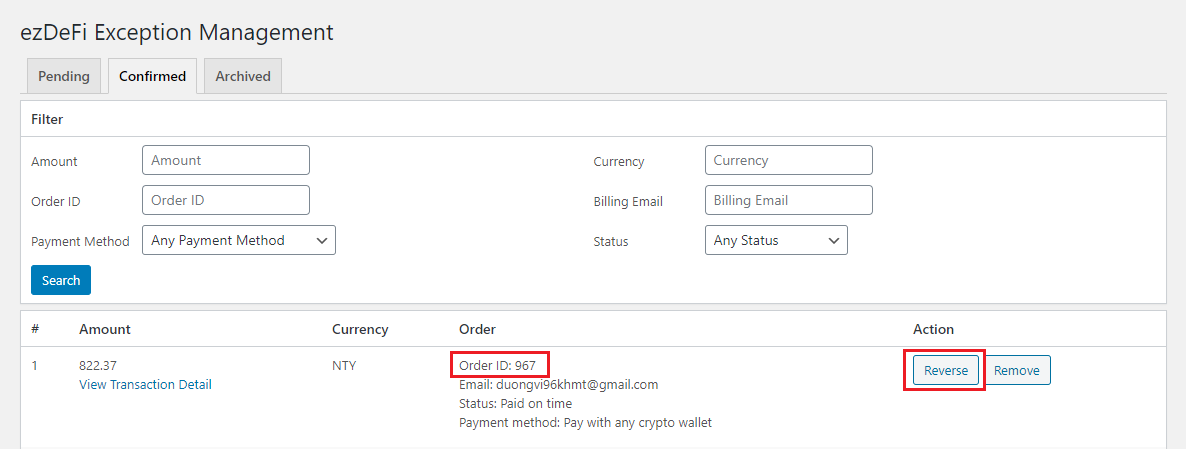 ezDeFi Exception Management
Pending Confirmed Archived
Filter
Amount Amount Currency Currency
Order ID Order ID Billing Email Billing Email
Payment Method Any Payment Method Status Any Status
Search
# Amount Currency Order Action
1 822.37 NTY Order ID: 967 Reverse Remove
View Transaction Detail Email: duongvi96khmt@gmail.com
Status: Paid on time
Payment method: Pay with any crypto wallet